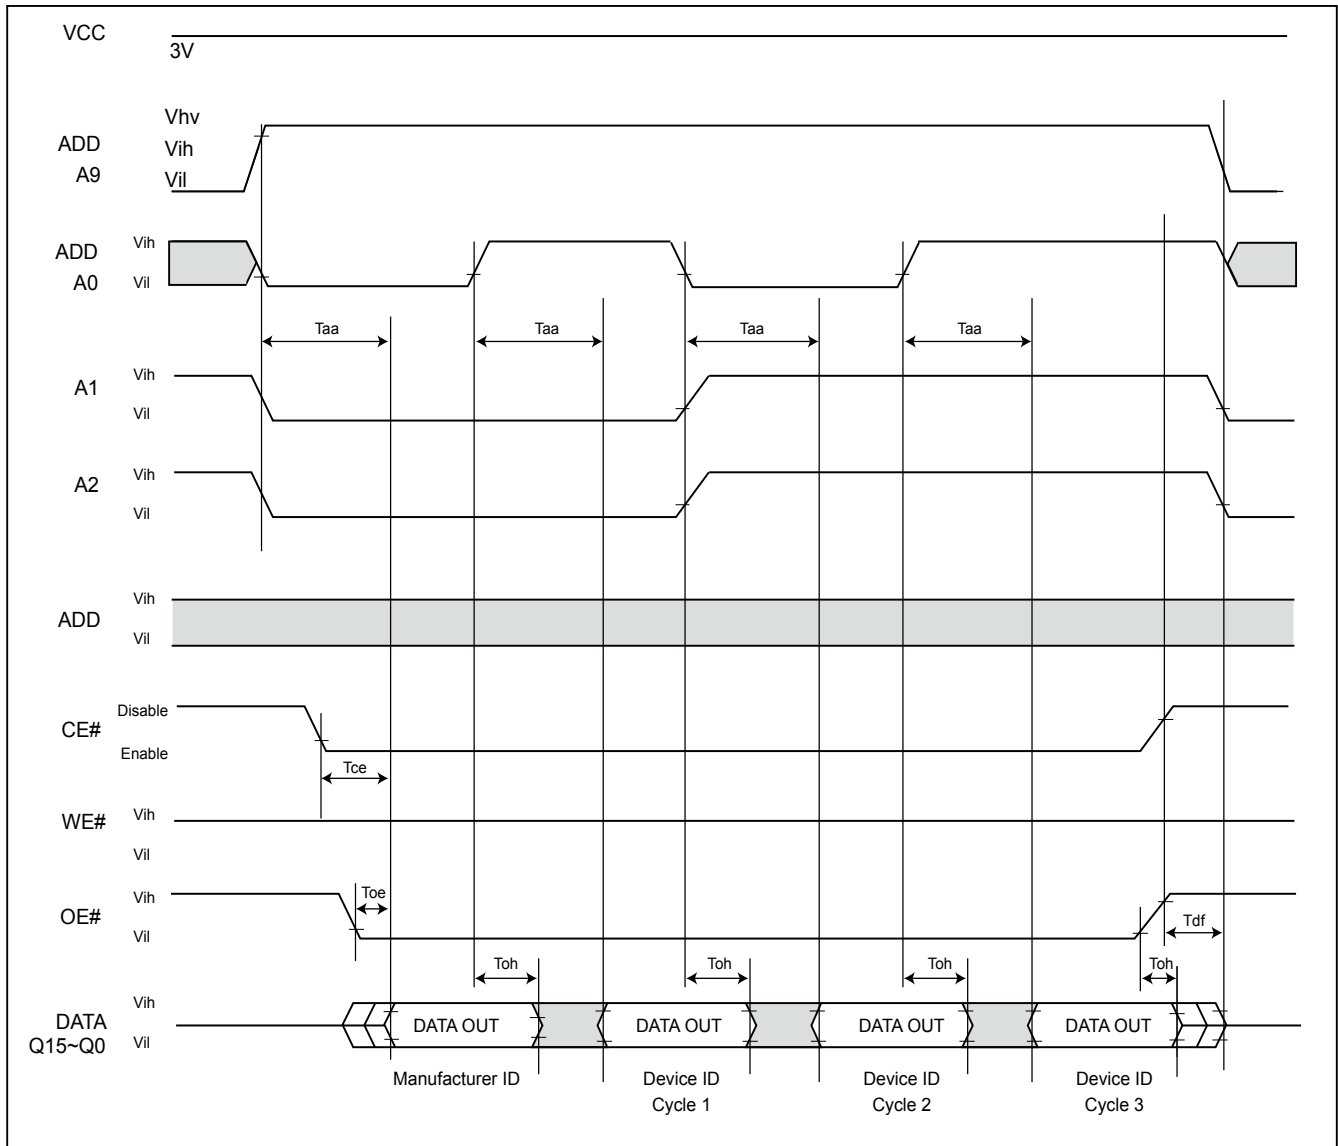 VCC
3V
Vhv
ADD
Vih
A9
Vil
ADD
Vih
A0
Vil
Taa
Taa
Taa
Taa
A1
Vih
Vil
A2
Vih
Vil
ADD
Vih
Vil
CE#
Disable
Enable
Tce
WE#
Vih
Vil
OE#
Vih
Vil
Toe
Tdf
Toh
Toh
Toh
Toh
DATA
Q15~Q0
Vih
Vil
DATA OUT
DATA OUT
DATA OUT
DATA OUT
Manufacturer ID
Device ID
Cycle 1
Device ID
Cycle 2
Device ID
Cycle 3